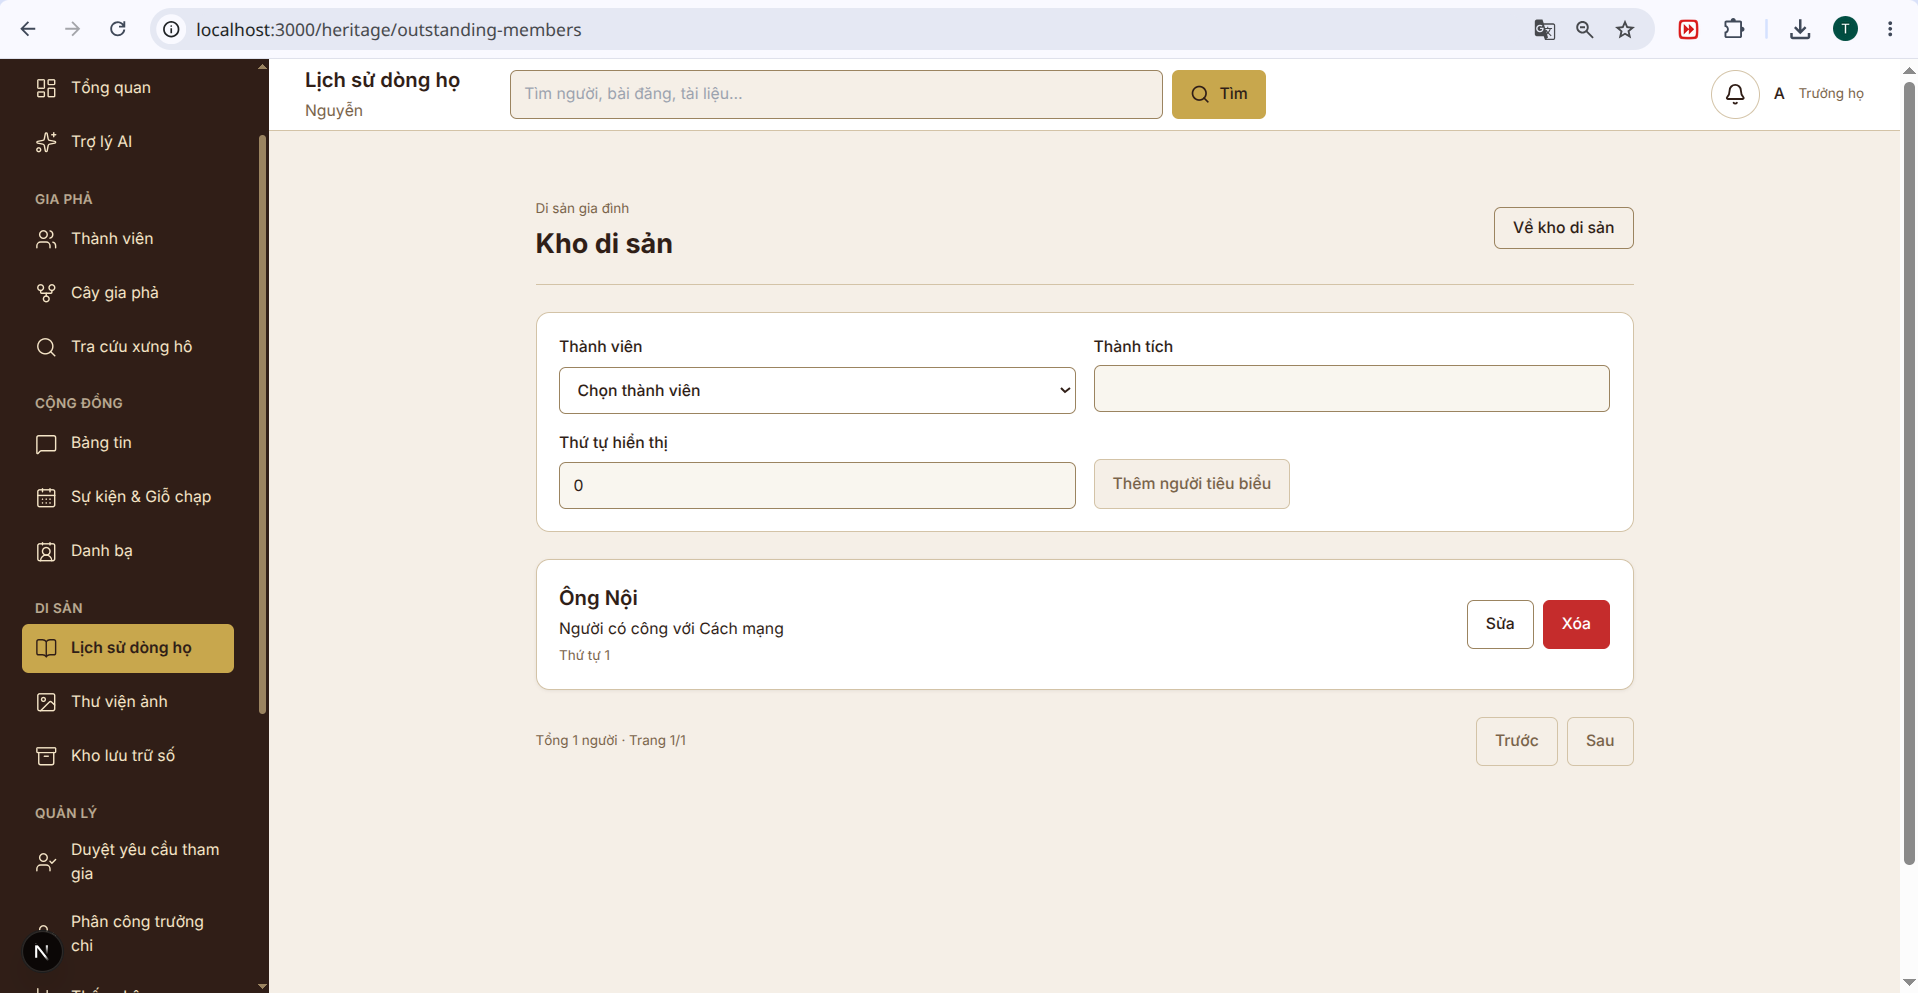 localhost:3000/heritage/outstanding-members
T
Tổng quan
Trợ lý AI
GIA PHẢ
Thành viên
Cây gia phả
Tra cứu xưng hô
CỘNG ĐỒNG
Bảng tin
Sự kiện & Giỗ chạp
Danh bạ
DI SẢN
Lịch sử dòng họ
Thư viện ảnh
Kho lưu trữ số
QUẢN LÝ
Duyệt yêu cầu tham
gia
Phân công trưởng
chi
N
Lịch sử dòng họ
Nguyễn
Tìm người, bài đăng, tài liệu...
Tìm
A
Trưởng họ
Di sản gia đình
Kho di sản
Về kho di sản
Thành viên
Chọn thành viên
Thành tích
Thứ tự hiển thị
0
Thêm người tiêu biểu
Ông Nội
Người có công với Cách mạng
Thứ tự 1
Sửa
Xóa
Tổng 1 người · Trang 1/1
Trước
Sau